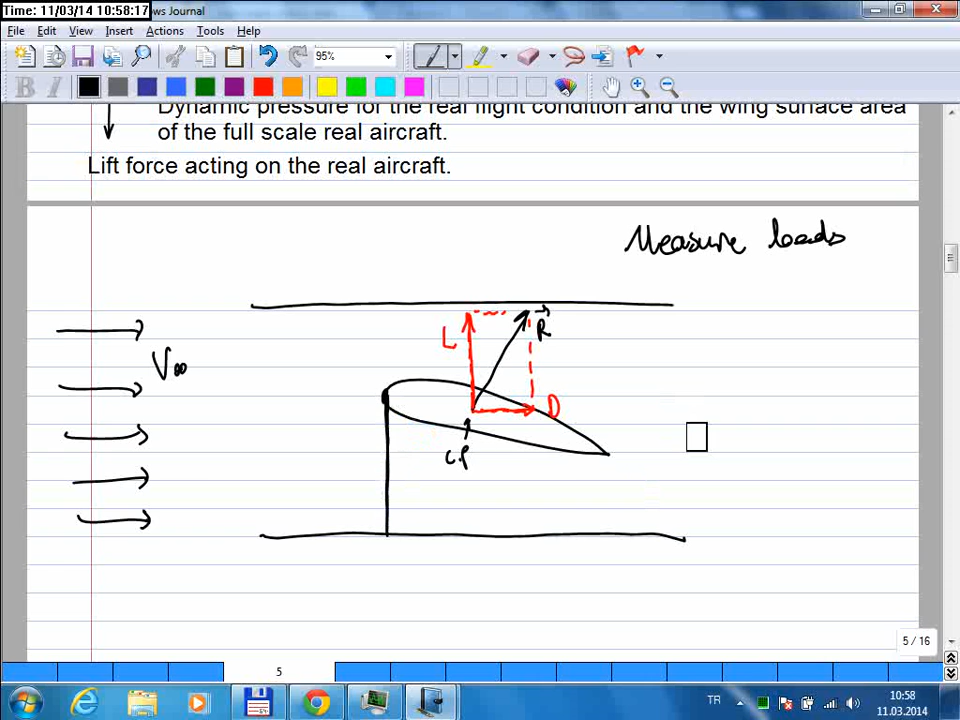 Time: 11/03/14 10:58:17
ws Journal
File Edit View Insert Actions Tools Help
95%
B I
Dynamic pressure for the real flight condition and the wing surface area
of the full scale real aircraft.
Lift force acting on the real aircraft.
Measure loads
V∞
L
R
D
C.P
5 / 16
5
TR
10:58
11.03.2014